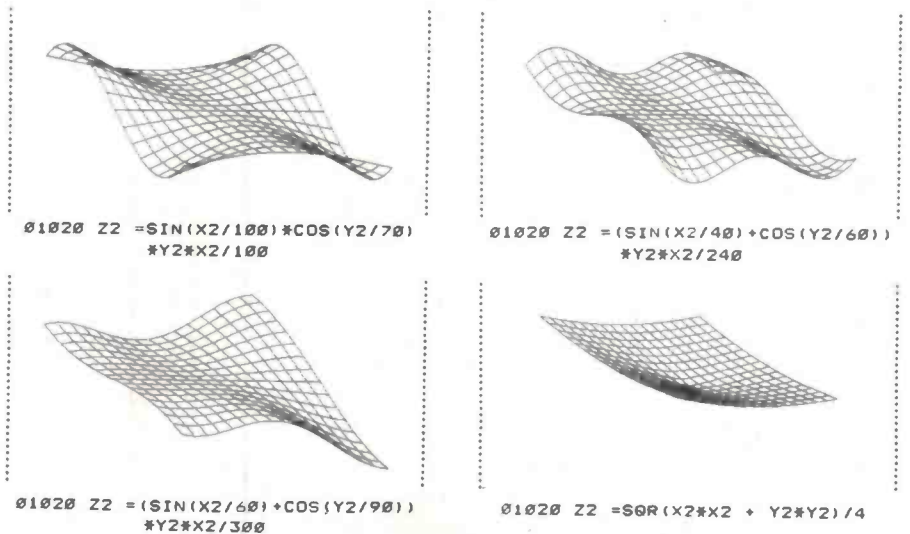 Ø1Ø2Ø Z2 =SIN(X2/1ØØ)*COS(Y2/7Ø)
*Y2*X2/1ØØ
Ø1Ø2Ø Z2 =(SIN(X2/4Ø)+COS(Y2/6Ø))
*Y2*X2/24Ø
Ø1Ø2Ø Z2 =(SIN(X2/6Ø)+COS(Y2/9Ø))
*Y2*X2/3ØØ
Ø1Ø2Ø Z2 =SQR(X2*X2 + Y2*Y2)/4